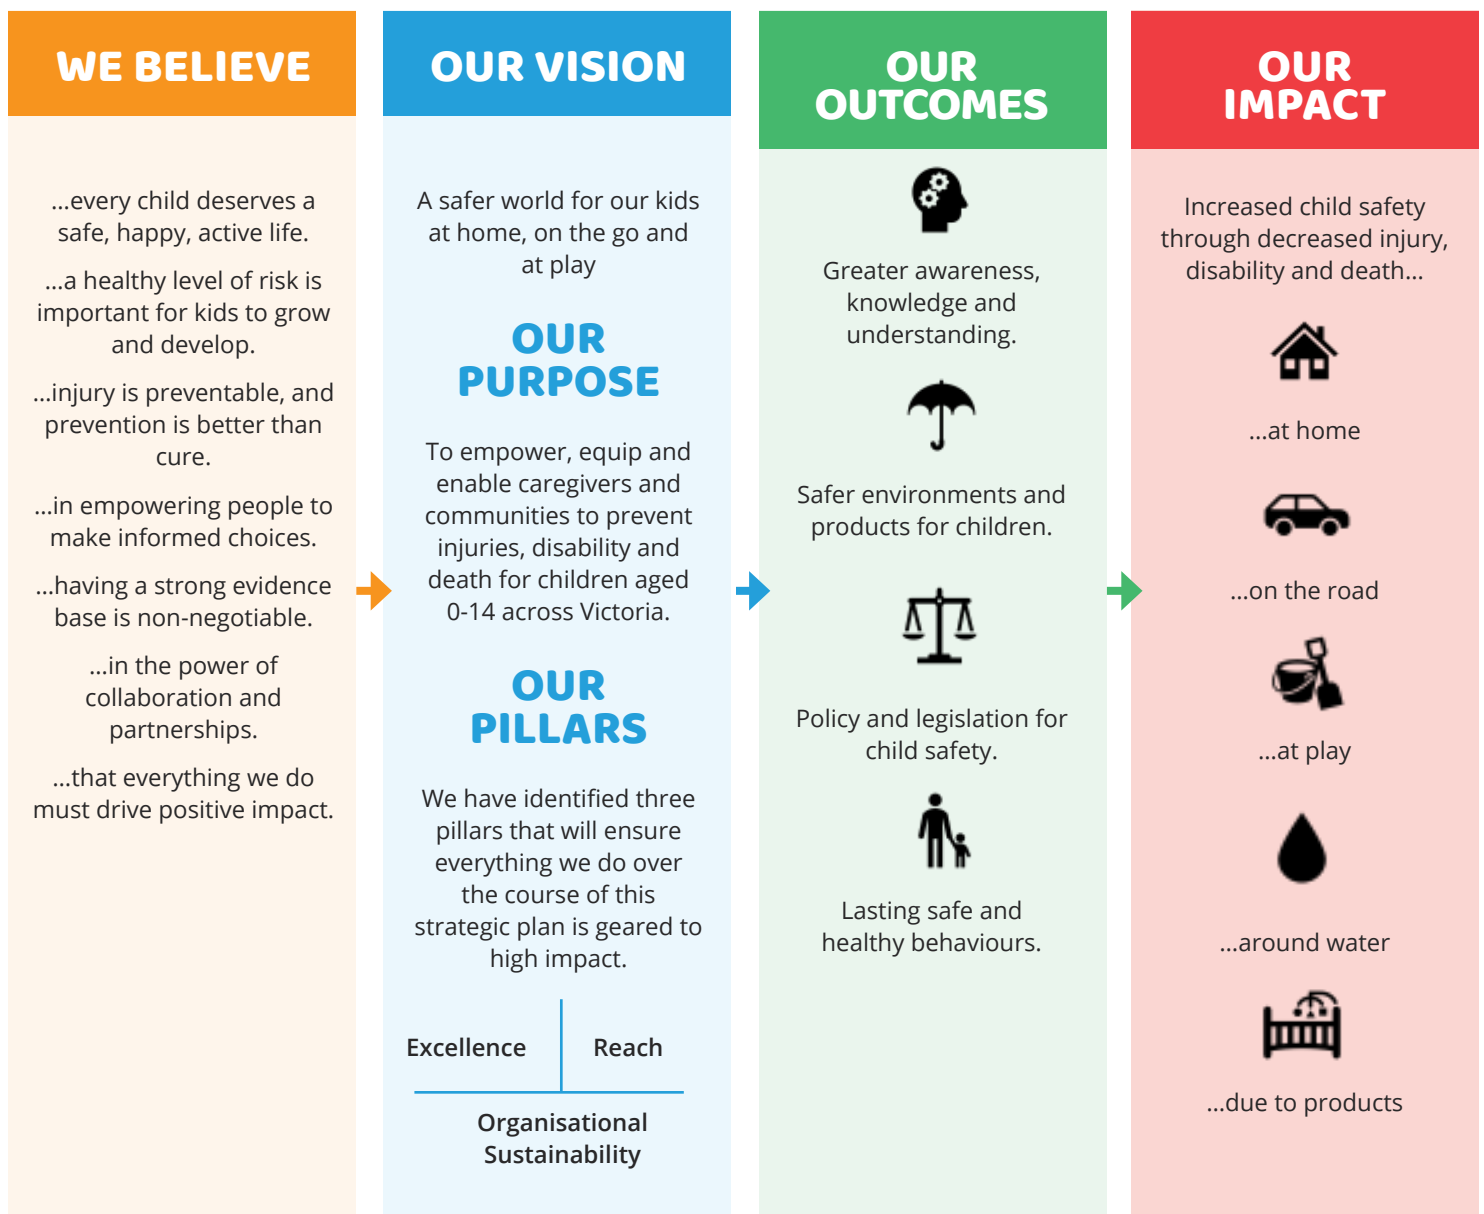 WE BELIEVE
...every child deserves a
safe, happy, active life.
...a healthy level of risk is
important for kids to grow
and develop.
...injury is preventable, and
prevention is better than
cure.
...in empowering people to
make informed choices.
...having a strong evidence
base is non-negotiable.
...in the power of
collaboration and
partnerships.
...that everything we do
must drive positive impact.
OUR VISION
A safer world for our kids
at home, on the go and
at play
OUR
PURPOSE
To empower, equip and
enable caregivers and
communities to prevent
injuries, disability and
death for children aged
0-14 across Victoria.
OUR
PILLARS
We have identified three
pillars that will ensure
everything we do over
the course of this
strategic plan is geared to
high impact.
Excellence
Reach
Organisational
Sustainability
OUR
OUTCOMES
Greater awareness,
knowledge and
understanding.
Safer environments and
products for children.
Policy and legislation for
child safety.
Lasting safe and
healthy behaviours.
OUR
IMPACT
Increased child safety
through decreased injury,
disability and death...
...at home
...on the road
...at play
...around water
...due to products